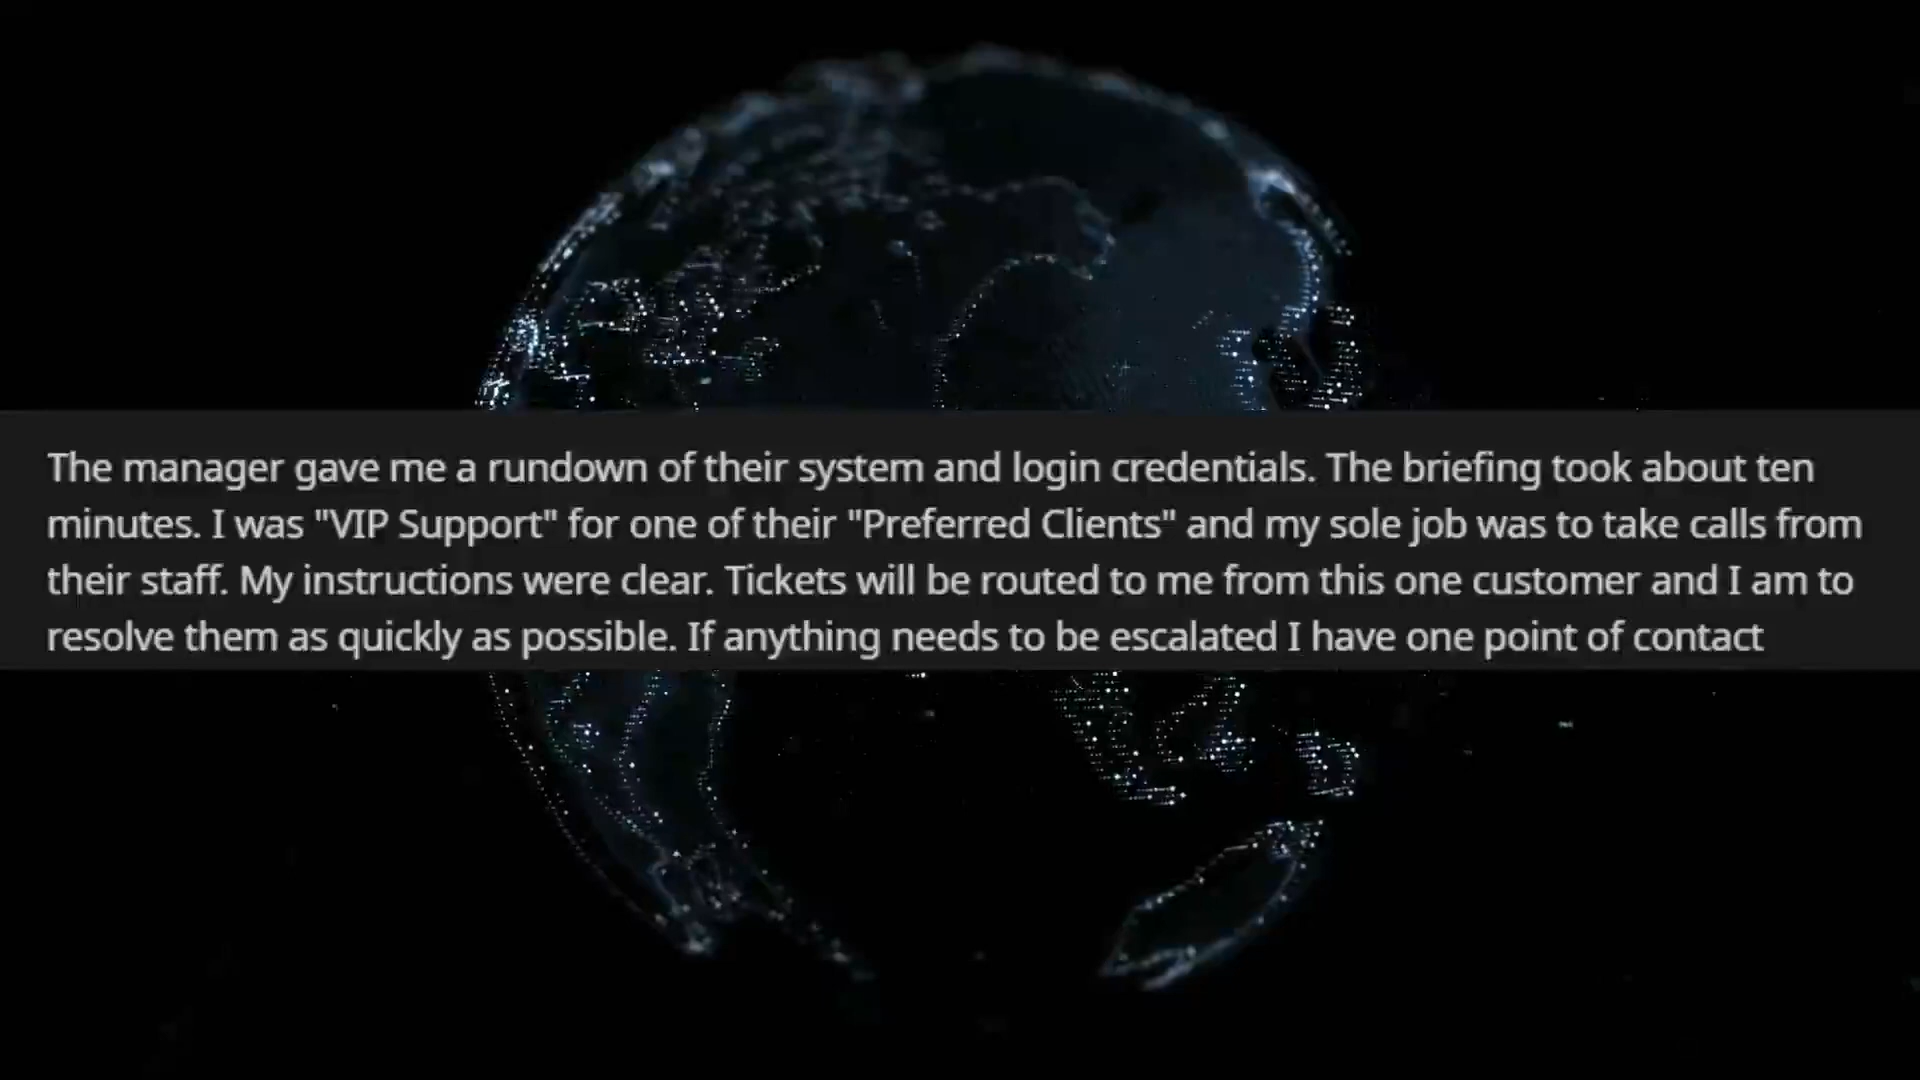 The manager gave me a rundown of their system and login credentials. The briefing took about ten
minutes. I was "VIP Support" for one of their "Preferred Clients" and my sole job was to take calls from
their staff. My instructions were clear. Tickets will be routed to me from this one customer and I am to
resolve them as quickly as possible. If anything needs to be escalated I have one point of contact